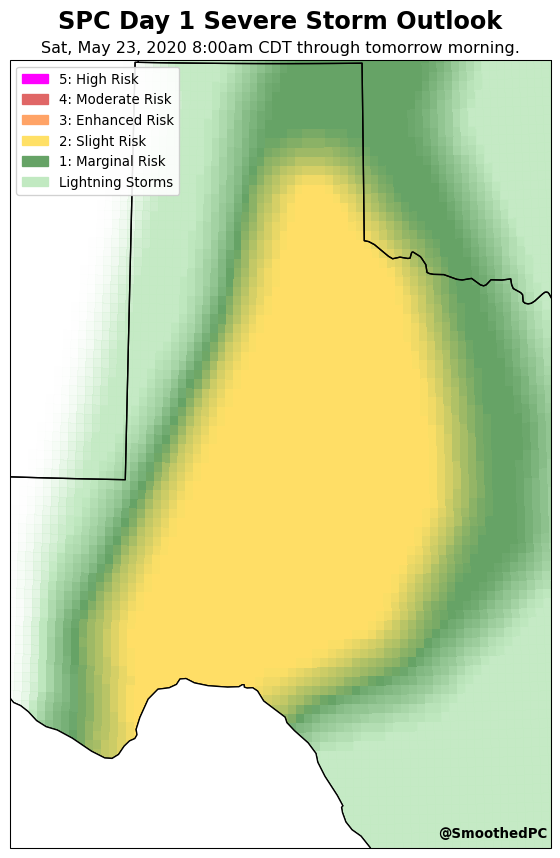 SPC Day 1 Severe Storm Outlook
Sat, May 23, 2020 8:00am CDT through tomorrow morning.
5: High Risk
4: Moderate Risk
3: Enhanced Risk
2: Slight Risk
1: Marginal Risk
Lightning Storms
@SmoothedPC